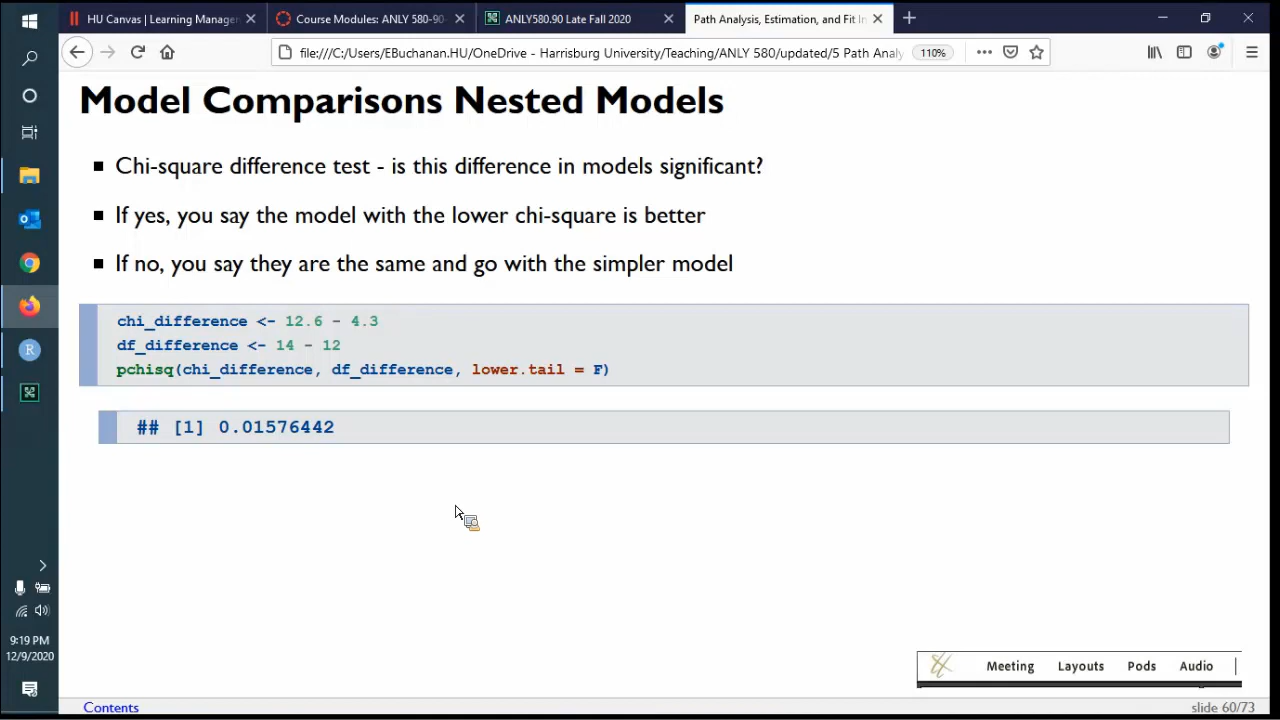 HU Canvas | Learning Manage
Course Modules: ANLY 580-90-
ANLY580.90 Late Fall 2020
Path Analysis, Estimation, and Fit In
file:///C:/Users/EBuchanan.HU/OneDrive - Harrisburg University/Teaching/ANLY 580/updated/5 Path Analy
110%
Model Comparisons Nested Models
Chi-square difference test - is this difference in models significant?
If yes, you say the model with the lower chi-square is better
If no, you say they are the same and go with the simpler model
chi_difference <- 12.6 - 4.3
df_difference <- 14 - 12
pchisq(chi_difference, df_difference, lower.tail = F)
## [1] 0.01576442
R
9:19 PM
12/9/2020
Meeting Layouts Pods Audio
Contents
slide 60/73